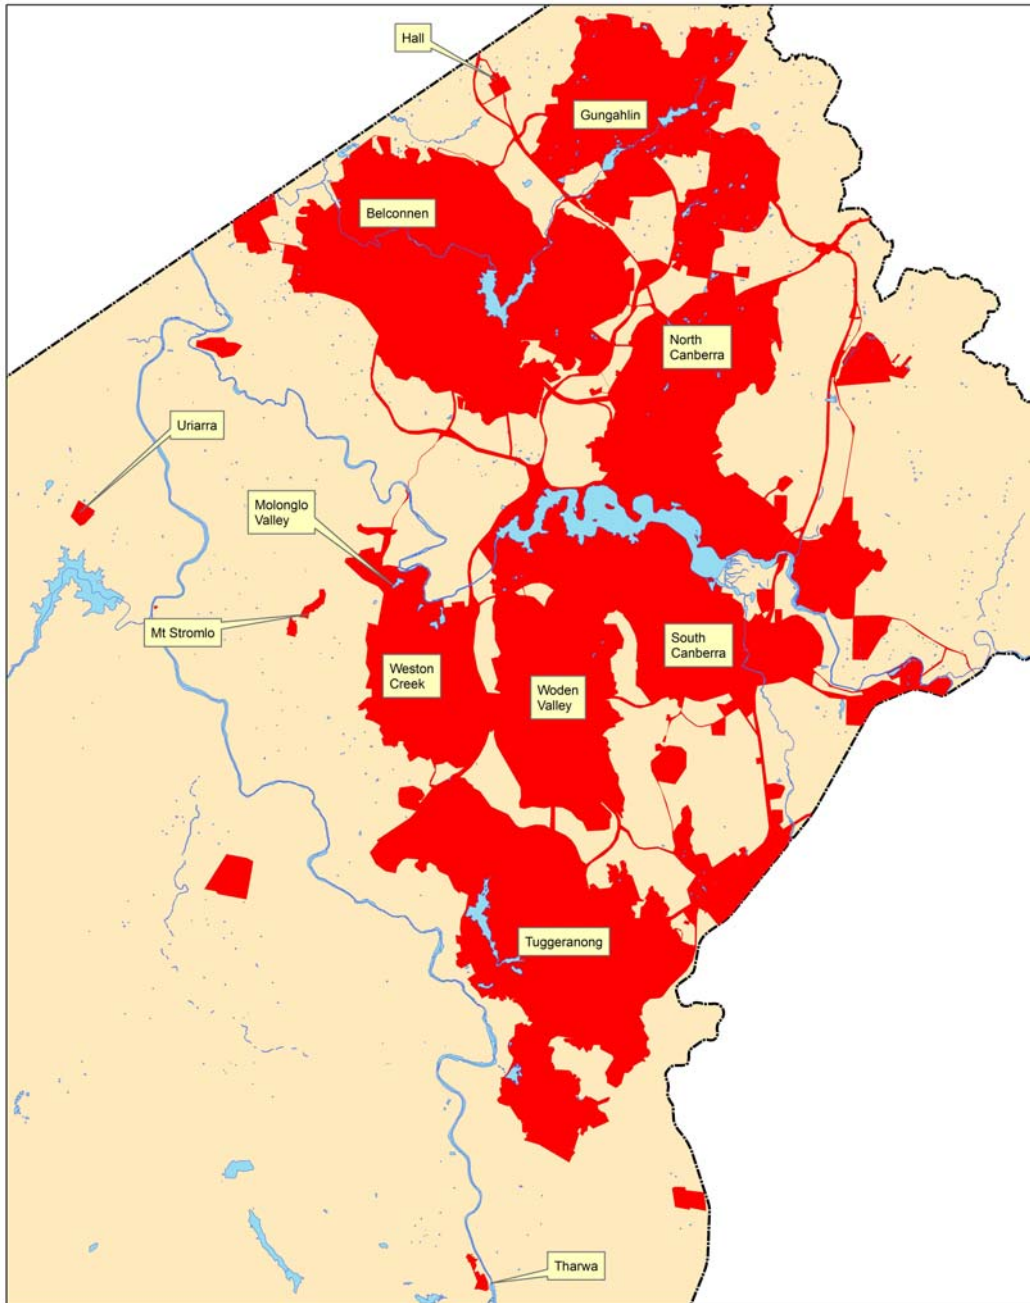 Hall
Gungahlin
Belconnen
North
Canberra
Uriarra
Molonglo
Valley
Mt Stromlo
South
Canberra
Weston
Creek
Woden
Valley
Tuggeranong
Tharwa